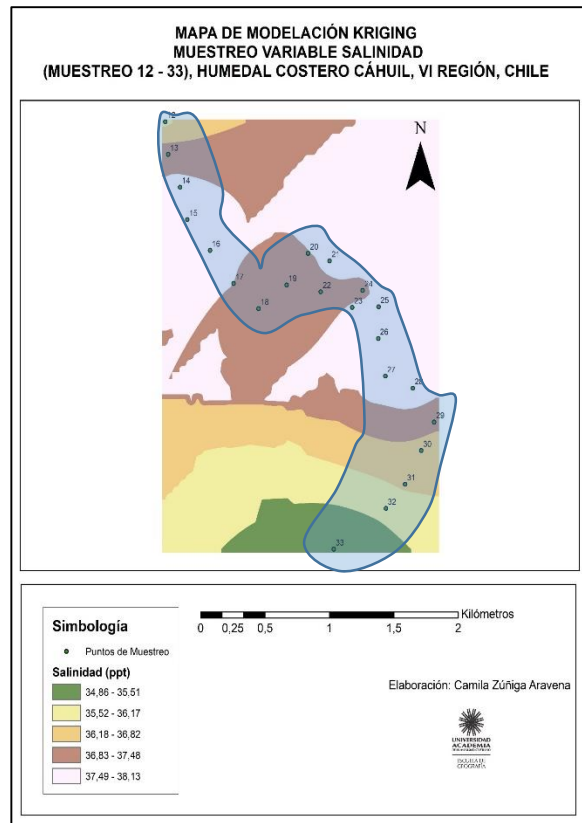 MAPA DE MODELACIÓN KRIGING
MUESTREO VARIABLE SALINIDAD
(MUESTREO 12 - 33), HUMEDAL COSTERO CÁHUIL, VI REGIÓN, CHILE
12
N
13
14
15
16
20
21
17
19
22
24
18
23
25
26
27
28
29
30
31
32
33
Simbología
Puntos de Muestreo
Salinidad (ppt)
34,86 - 35,51
35,52 - 36,17
36,18 - 36,82
36,83 - 37,48
37,49 - 38,13
Kilómetros
0 0,25 0,5 1 1,5 2
Elaboración: Camila Zúñiga Aravena
UNIVERSIDAD
ACADEMIA
ESCUELA DE
GEOGRAFÍA